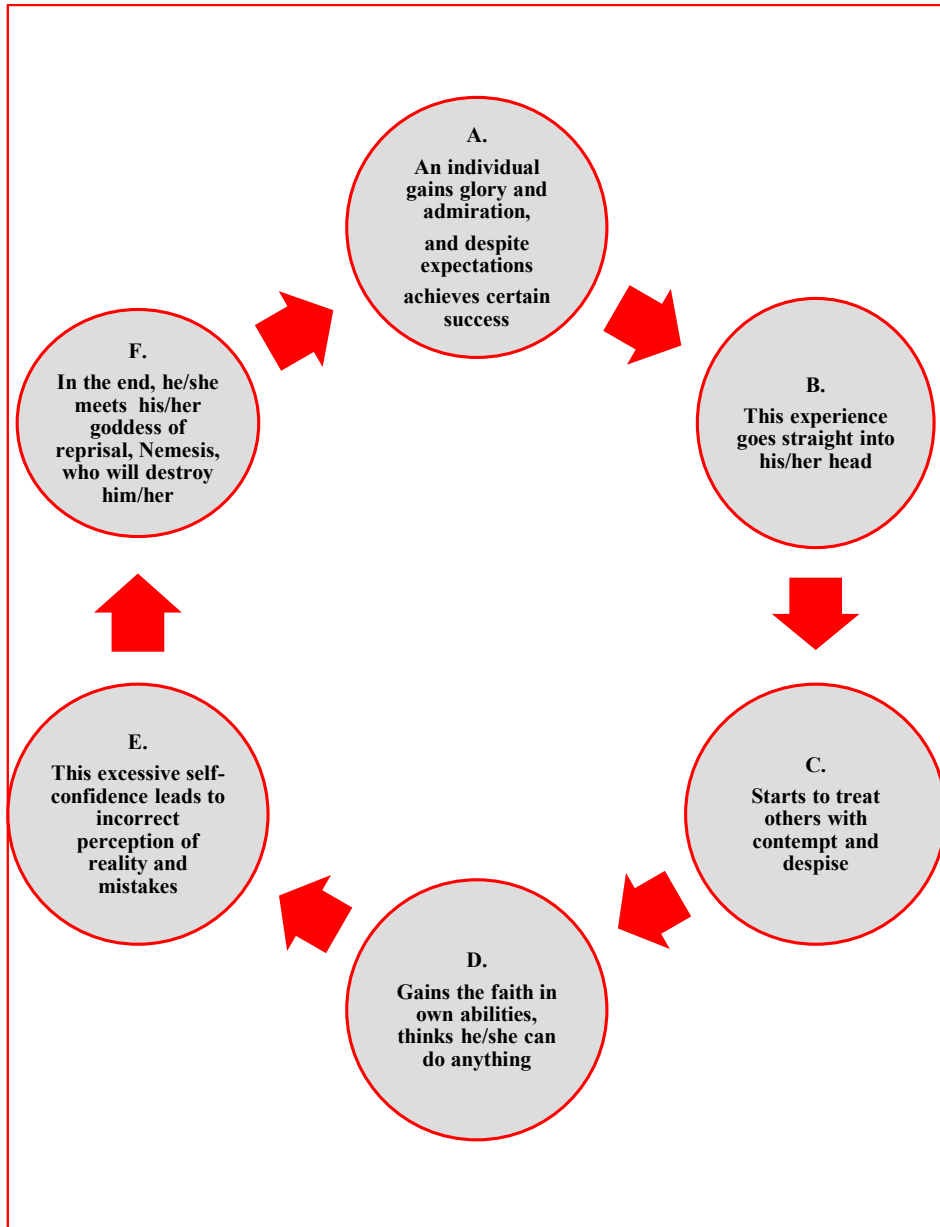 A.
An individual
gains glory and
admiration,
and despite
expectations
achieves certain
success
B.
This experience
goes straight into
his/her head
C.
Starts to treat
others with
contempt and
despise
D.
Gains the faith in
own abilities,
thinks he/she can
do anything
E.
This excessive self-
confidence leads to
incorrect
perception of
reality and
mistakes
F.
In the end, he/she
meets his/her
goddess of
reprisal, Nemesis,
who will destroy
him/her